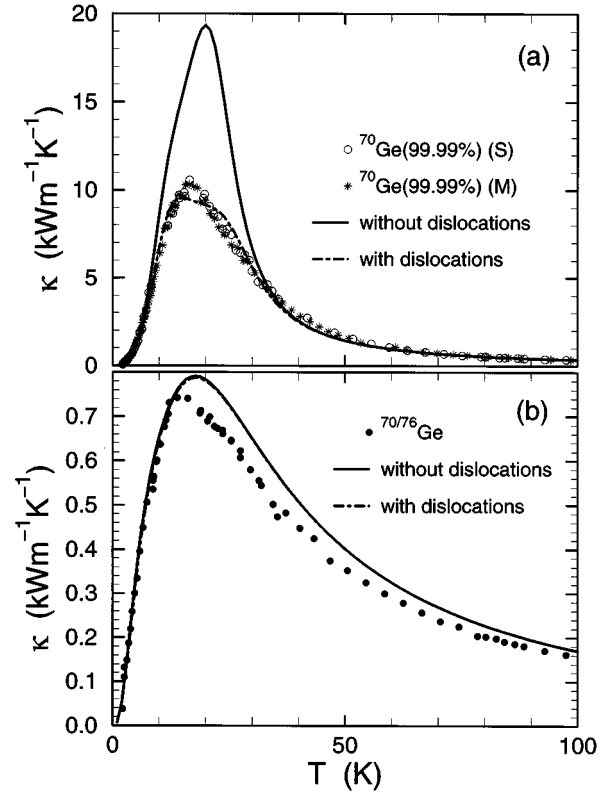 20
15
10
5
0
κ (kWm⁻¹K⁻¹)
(a)
⁷⁰Ge(99.99%) (S)
⁷⁰Ge(99.99%) (M)
without dislocations
with dislocations
0.7
0.6
0.5
0.4
0.3
0.2
0.1
0.0
κ (kWm⁻¹K⁻¹)
(b)
⁷⁰/⁷⁶Ge
without dislocations
with dislocations
0
50
100
T (K)